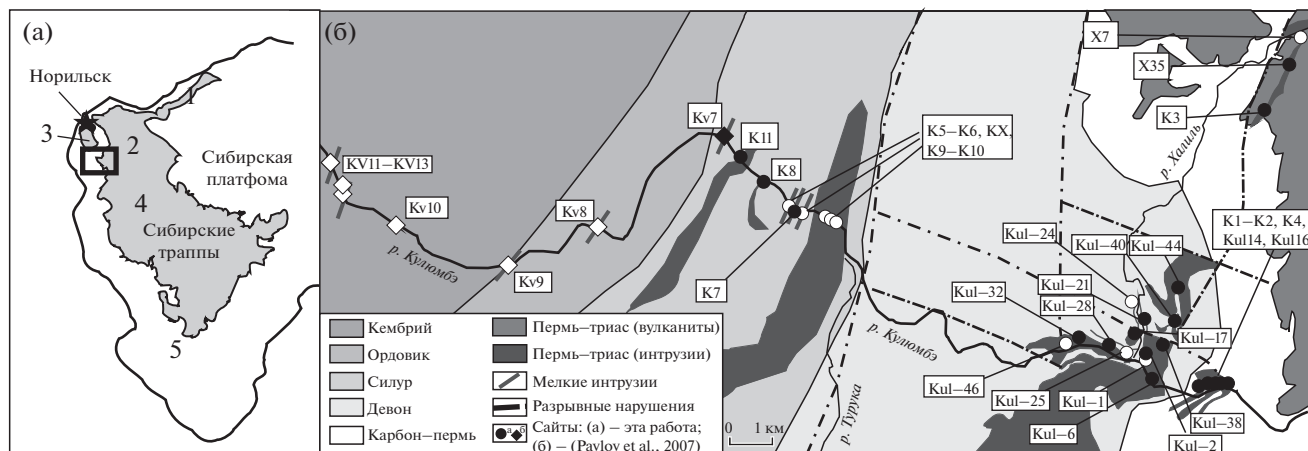 (а)
Норильск
1
3
2
Сибирская
платфома
4
Сибирские
траппы
5
(б)
X7
X35
K3
р. Халиль
Kv7
K11
K5−K6, KX,
K9−K10
K8
KV11−KV13
Kv10
Kv8
р. Кулюмбэ
Kv9
K7
K1−K2, K4,
Kul14, Kul16
Kul−24
Kul−40
Kul−44
Kul−21
Kul−32
Kul−28
Kul−17
р. Кулюмбэ
Kul−46
Kul−25
Kul−1
Kul−38
Kul−6
Kul−2
р. Турука
0 1 км
Кембрий
Ордовик
Силур
Девон
Карбон−пермь
Пермь−триас (вулканиты)
Пермь−триас (интрузии)
Мелкие интрузии
Разрывные нарушения
а б Сайты: (а) − эта работа;
(б) − (Pavlov et al., 2007)